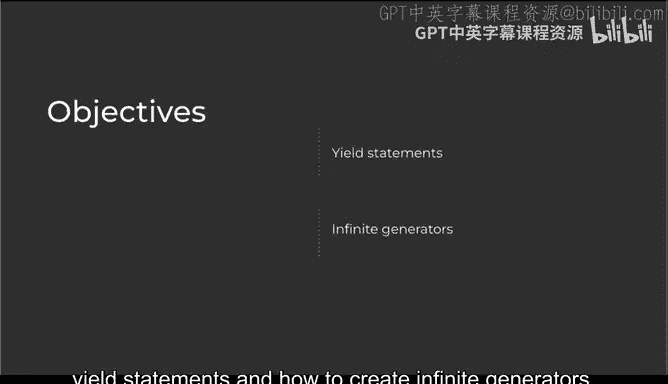 GPT中英字幕课程资源@bilibili.com
GPT中英字幕课程资源 bilibili
Objectives
Yield statements
Infinite generators
yield statements and how to create infinite generators